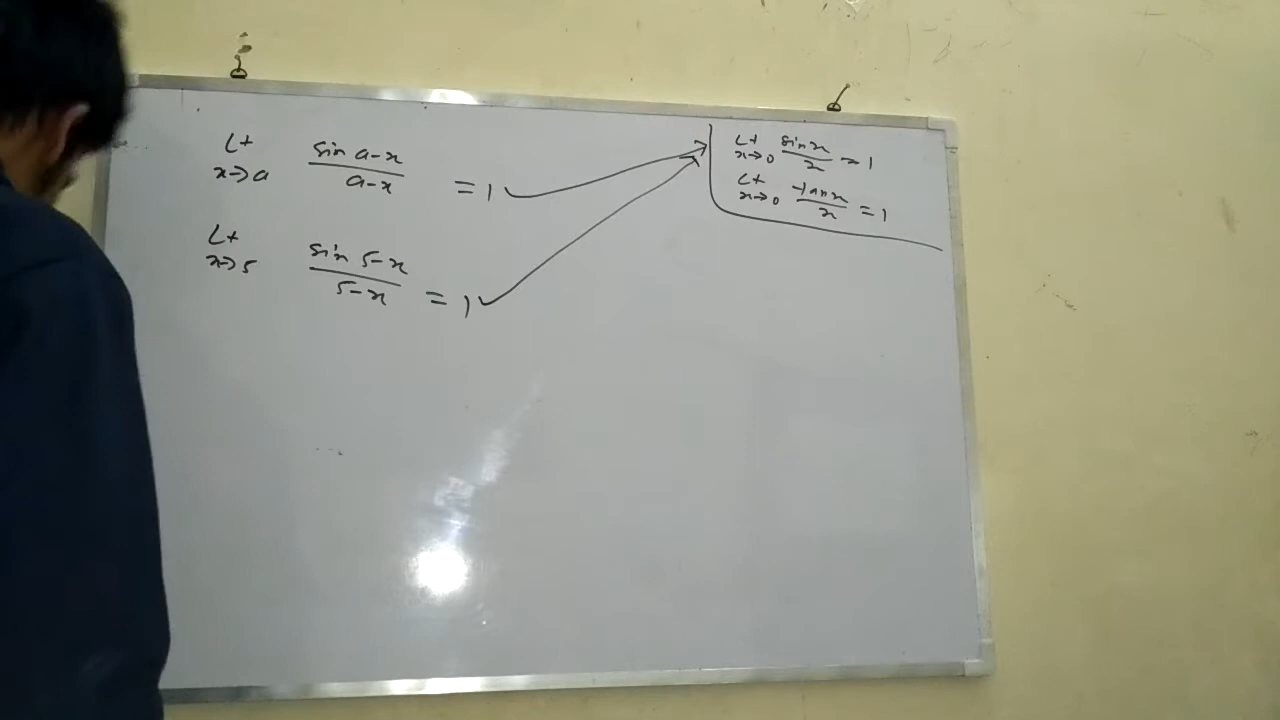 Lt sin a-x
x→a a-x = 1
Lt sin 5-x
x→5 5-x = 1
Lt sin x
x→0 x = 1
Lt tan x
x→0 x = 1